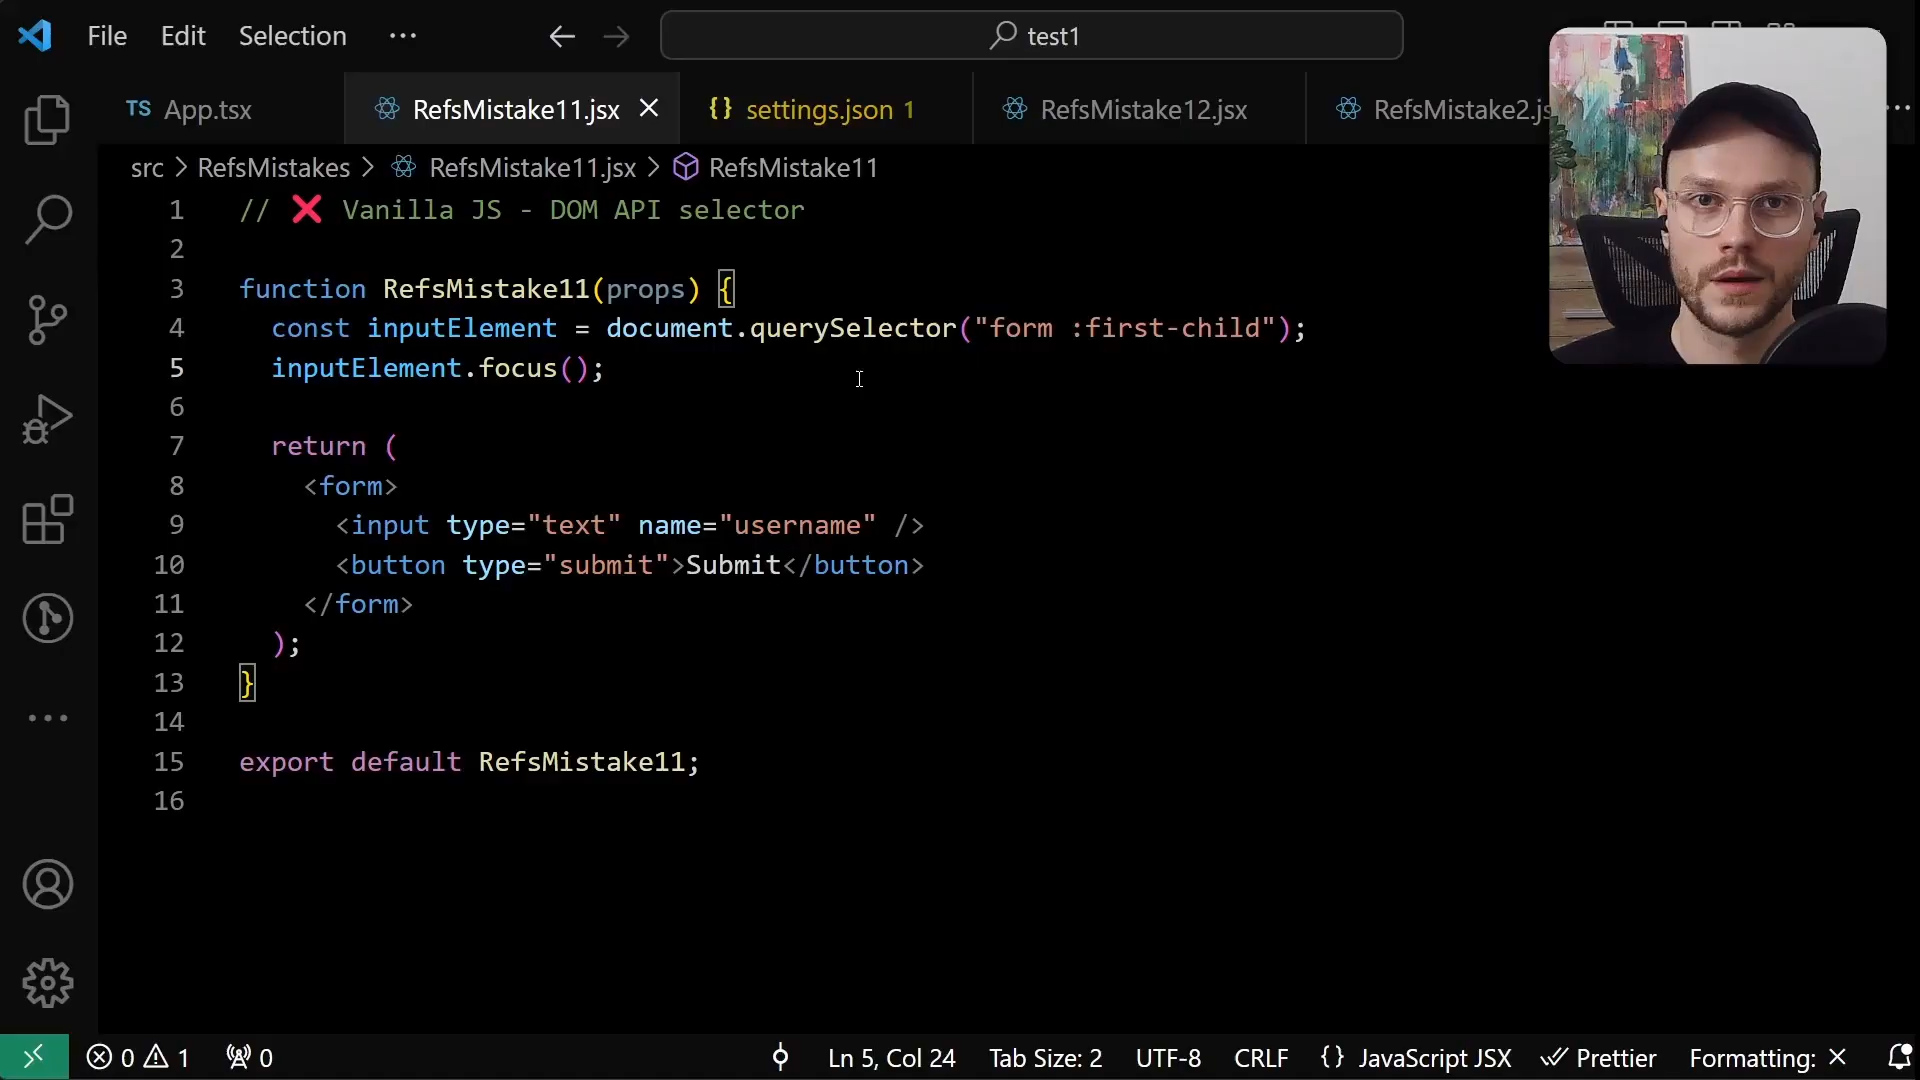 File Edit Selection ··· test1
TS App.tsx RefsMistake11.jsx {} settings.json 1 RefsMistake12.jsx RefsMistake2.js ···
src > RefsMistakes > RefsMistake11.jsx > RefsMistake11
1 // ❌ Vanilla JS - DOM API selector
2
3 function RefsMistake11(props) {
4 const inputElement = document.querySelector("form :first-child");
5 inputElement.focus();
6
7 return (
8 <form>
9 <input type="text" name="username" />
10 <button type="submit">Submit</button>
11 </form>
12 );
13 }
14
15 export default RefsMistake11;
16
0 1 0 Ln 5, Col 24 Tab Size: 2 UTF-8 CRLF {} JavaScript JSX Prettier Formatting: ×